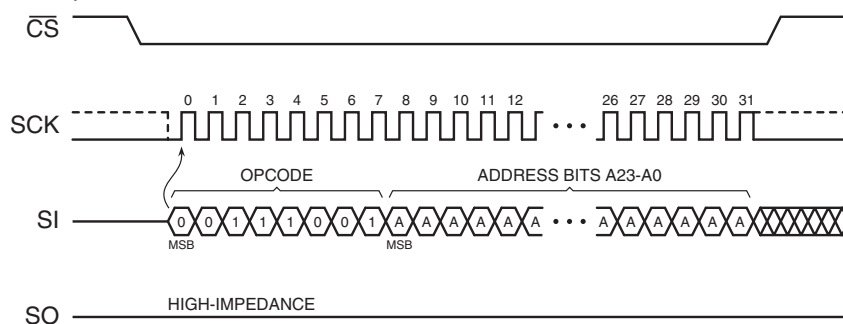 CS
0 1 2 3 4 5 6 7 8 9 10 11 12 26 27 28 29 30 31
SCK
OPCODE ADDRESS BITS A23-A0
SI 0 0 1 1 1 0 0 1 A A A A A A A A A A A A
MSB MSB
HIGH-IMPEDANCE
SO